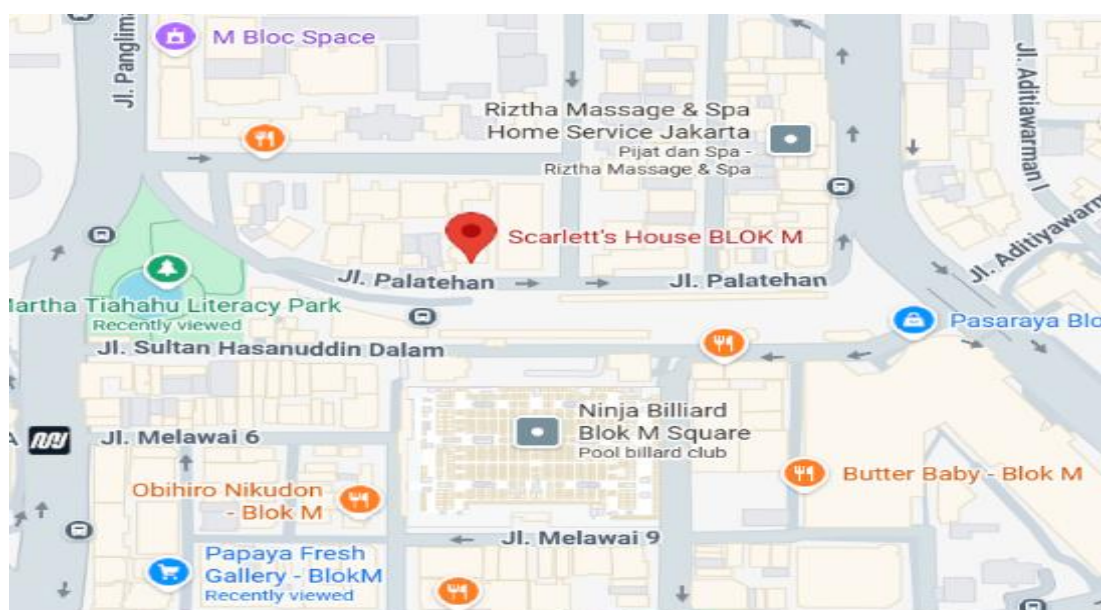 M Bloc Space
Jl. Panglima
Jl. Aditiawarman I
Riztha Massage & Spa
Home Service Jakarta
Pijat dan Spa -
Riztha Massage & Spa
Scarlett's House BLOK M
Jl. Aditiyawarm
Jl. Palatehan
Jl. Palatehan
Martha Tiahahu Literacy Park
Recently viewed
Pasaraya Blo
Jl. Sultan Hasanuddin Dalam
Ninja Billiard
Blok M Square
Pool billard club
A
Jl. Melawai 6
Butter Baby - Blok M
Obihiro Nikudon
- Blok M
Jl. Melawai 9
Papaya Fresh
Gallery - BlokM
Recently viewed